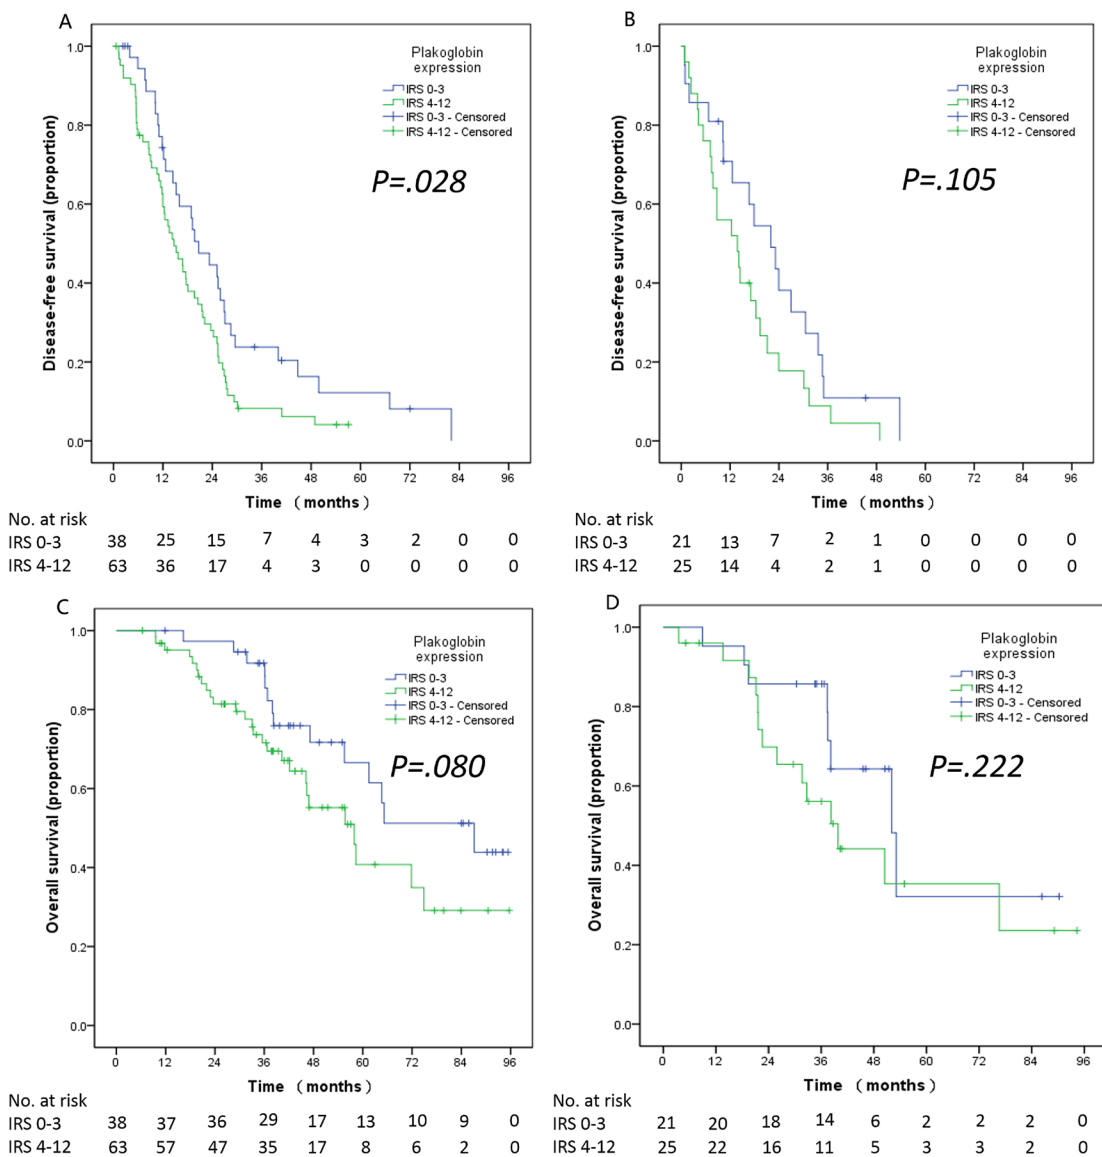 A
Plakoglobin
expression
IRS 0-3
IRS 4-12
IRS 0-3 - Censored
IRS 4-12 - Censored
P=.028
Disease-free survival (proportion)
1.0
0.8
0.6
0.4
0.2
0.0
0 12 24 36 48 60 72 84 96
Time (months)
No. at risk
IRS 0-3 38 25 15 7 4 3 2 0 0
IRS 4-12 63 36 17 4 3 0 0 0 0
B
Plakoglobin
expression
IRS 0-3
IRS 4-12
IRS 0-3 - Censored
IRS 4-12 - Censored
P=.105
Disease-free survival (proportion)
1.0
0.8
0.6
0.4
0.2
0.0
0 12 24 36 48 60 72 84 96
Time (months)
No. at risk
IRS 0-3 21 13 7 2 1 0 0 0 0
IRS 4-12 25 14 4 2 1 0 0 0 0
C
Plakoglobin
expression
IRS 0-3
IRS 4-12
IRS 0-3 - Censored
IRS 4-12 - Censored
P=.080
Overall survival (proportion)
1.0
0.8
0.6
0.4
0.2
0.0
0 12 24 36 48 60 72 84 96
Time (months)
No. at risk
IRS 0-3 38 37 36 29 17 13 10 9 0
IRS 4-12 63 57 47 35 17 8 6 2 0
D
Plakoglobin
expression
IRS 0-3
IRS 4-12
IRS 0-3 - Censored
IRS 4-12 - Censored
P=.222
Overall survival (proportion)
1.0
0.8
0.6
0.4
0.2
0.0
0 12 24 36 48 60 72 84 96
Time (months)
No. at risk
IRS 0-3 21 20 18 14 6 2 2 2 0
IRS 4-12 25 22 16 11 5 3 3 2 0